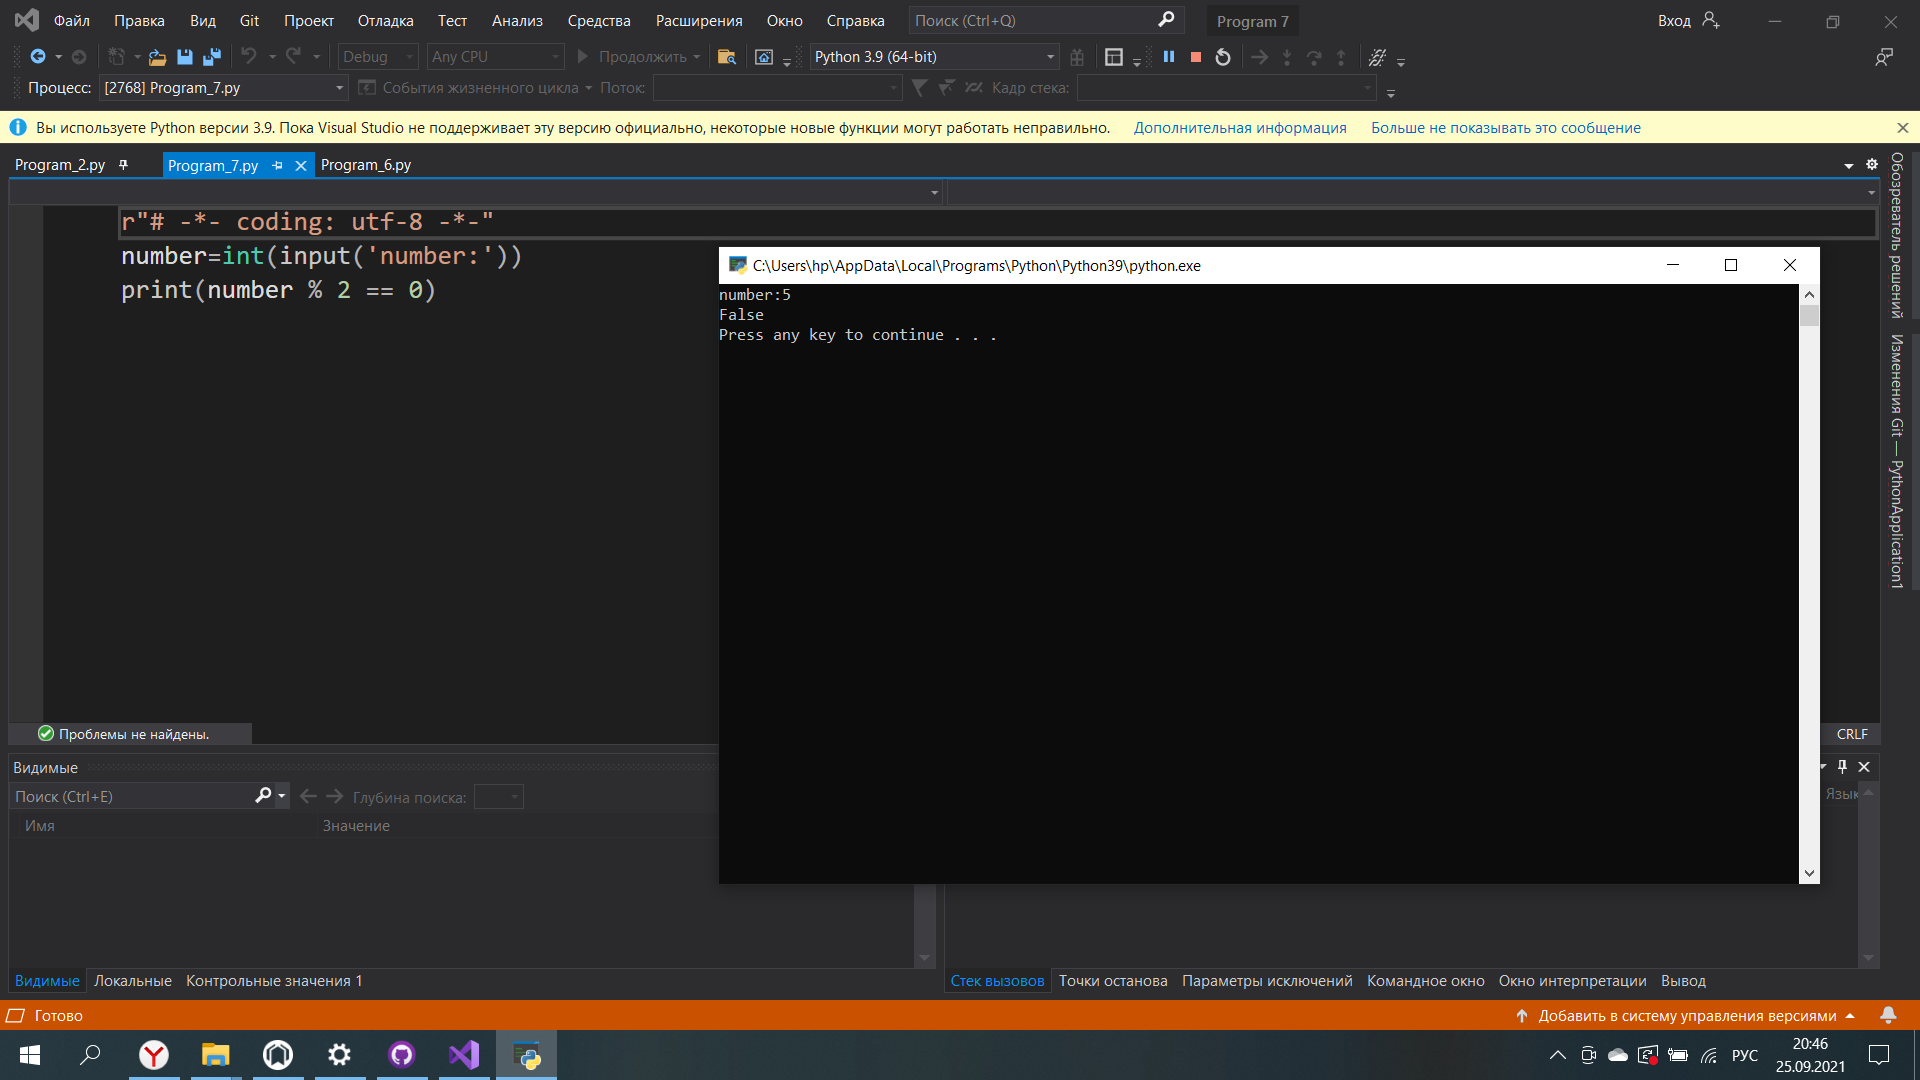 Файл Правка Вид Git Проект Отладка Тест Анализ Средства Расширения Окно Справка Поиск (Ctrl+Q) Program 7 Вход
Debug Any CPU Продолжить Python 3.9 (64-bit)
Процесс: [2768] Program_7.py События жизненного цикла Поток: Кадр стека:
Вы используете Python версии 3.9. Пока Visual Studio не поддерживает эту версию официально, некоторые новые функции могут работать неправильно. Дополнительная информация Больше не показывать это сообщение
Program_2.py Program_7.py Program_6.py
r"# -*- coding: utf-8 -*-"
number=int(input('number:'))
print(number % 2 == 0)
C:\Users\hp\AppData\Local\Programs\Python\Python39\python.exe
number:5
False
Press any key to continue . . .
Обозреватель решений
Изменения Git — PythonApplication1
Проблемы не найдены.
CRLF
Видимые
Поиск (Ctrl+E) Глубина поиска:
Язык
Имя Значение
Видимые Локальные Контрольные значения 1
Стек вызовов Точки останова Параметры исключений Командное окно Окно интерпретации Вывод
Готово
Добавить в систему управления версиями
РУС
20:46
25.09.2021